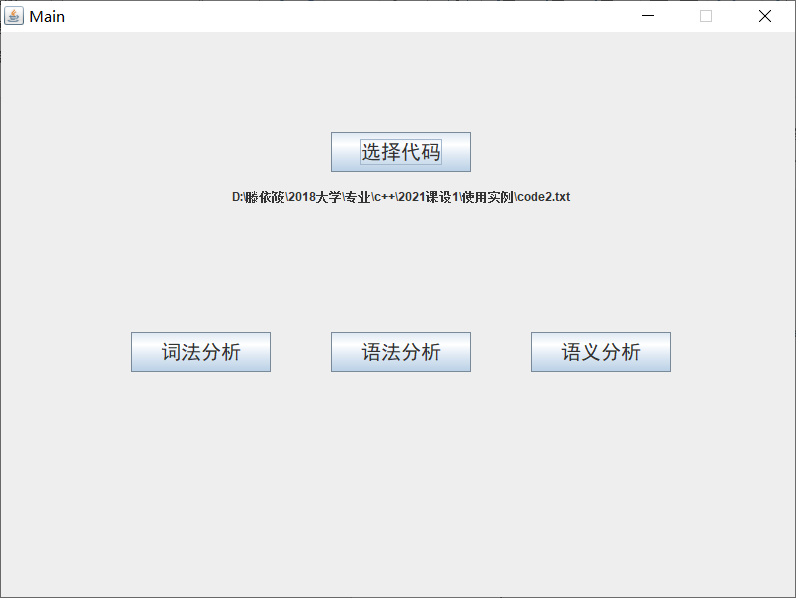 Main
选择代码
D:\滕依筱\2018大学\专业\c++\2021课设1\使用实例\code2.txt
词法分析 语法分析 语义分析